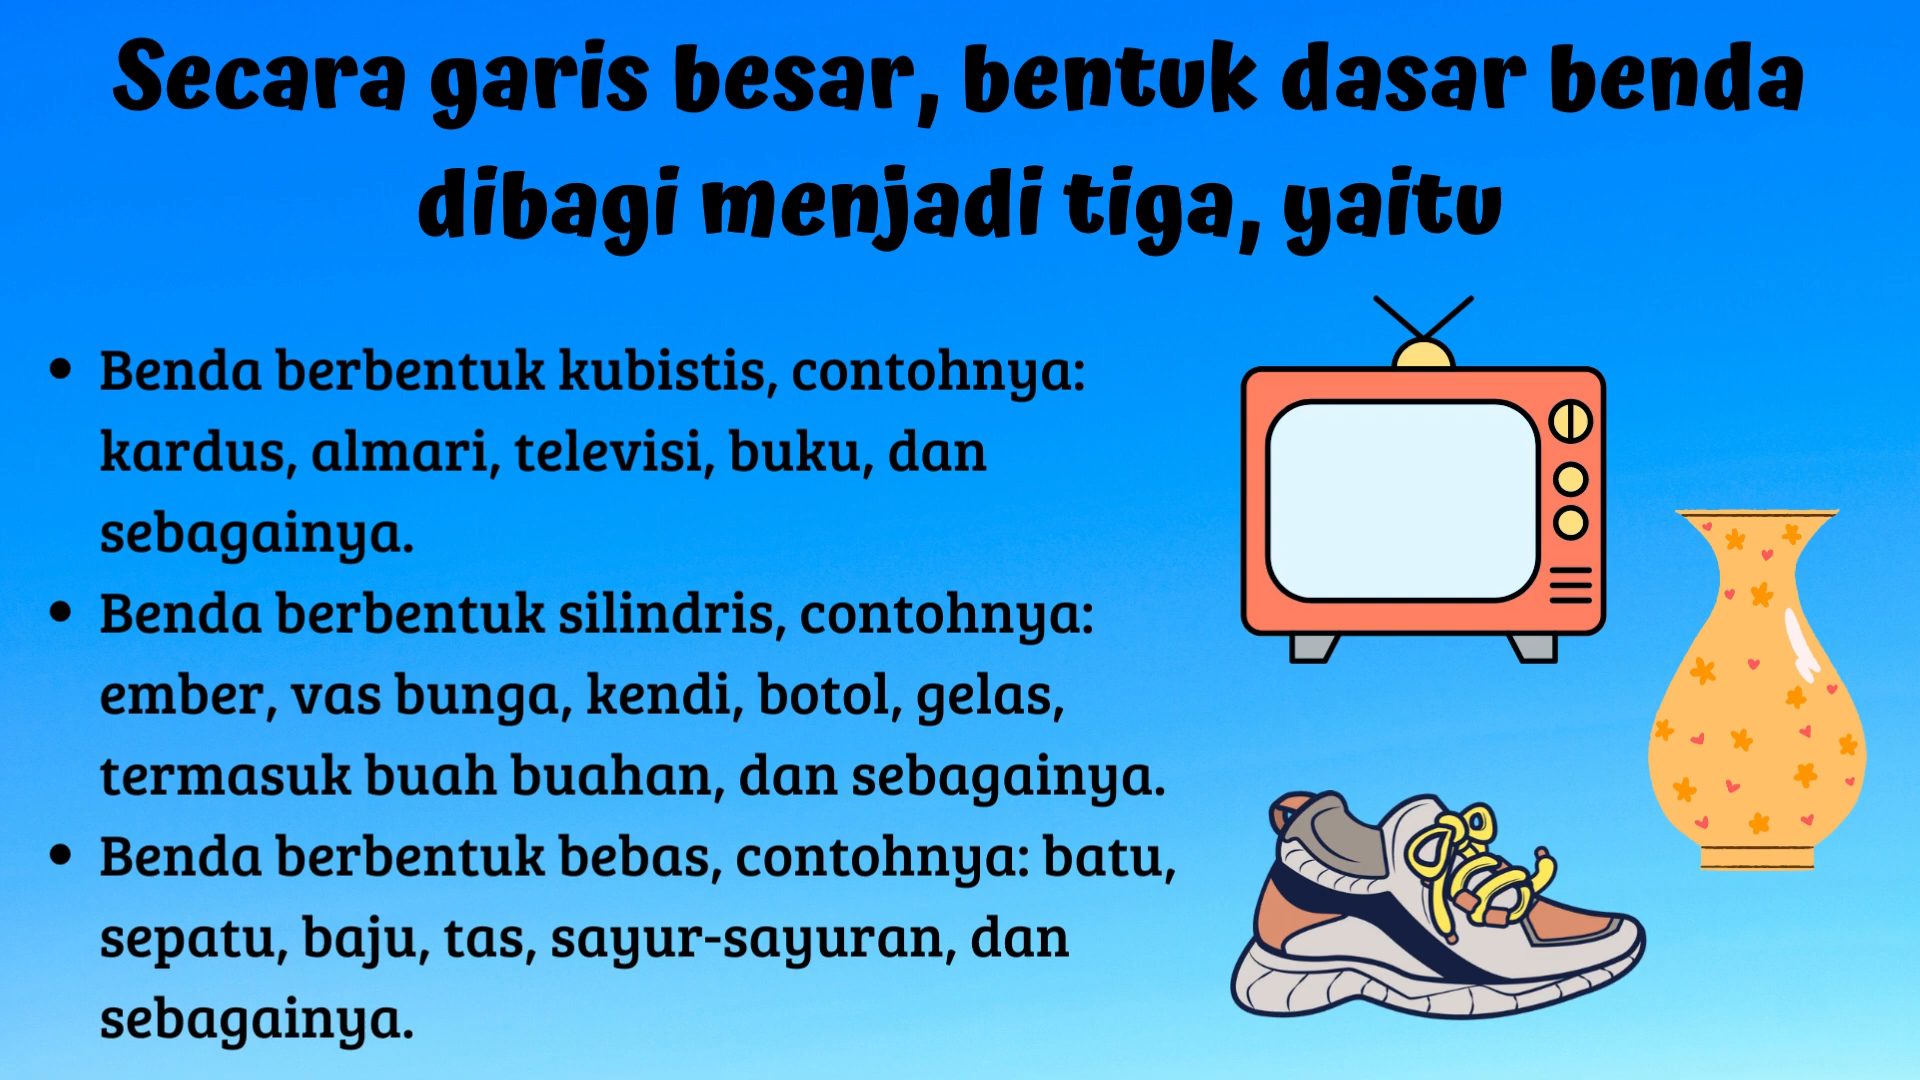 Secara garis besar, bentuk dasar benda
dibagi menjadi tiga, yaitu
• Benda berbentuk kubistis, contohnya:
kardus, almari, televisi, buku, dan
sebagainya.
• Benda berbentuk silindris, contohnya:
ember, vas bunga, kendi, botol, gelas,
termasuk buah buahan, dan sebagainya.
• Benda berbentuk bebas, contohnya: batu,
sepatu, baju, tas, sayur-sayuran, dan
sebagainya.